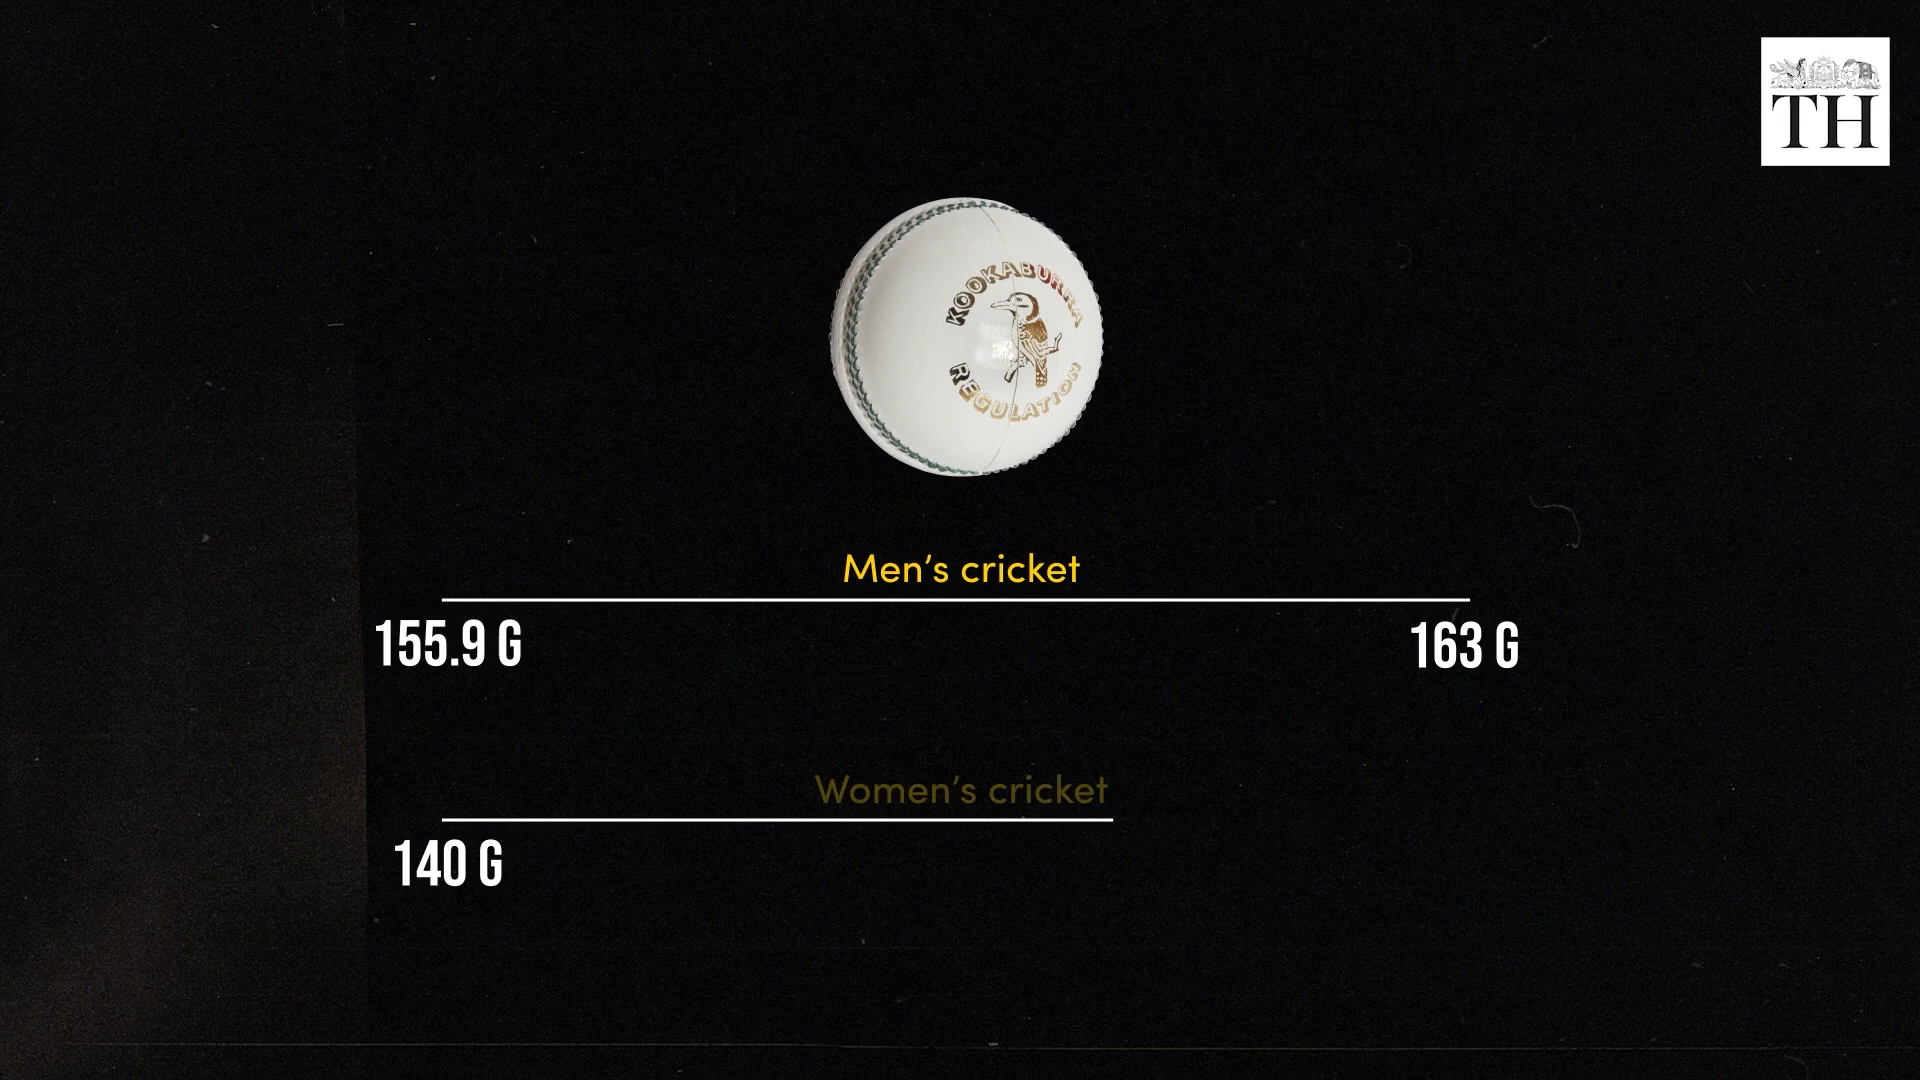 TH
KOOKABURRA
REGULATION
Men's cricket
155.9 G
163 G
Women's cricket
140 G